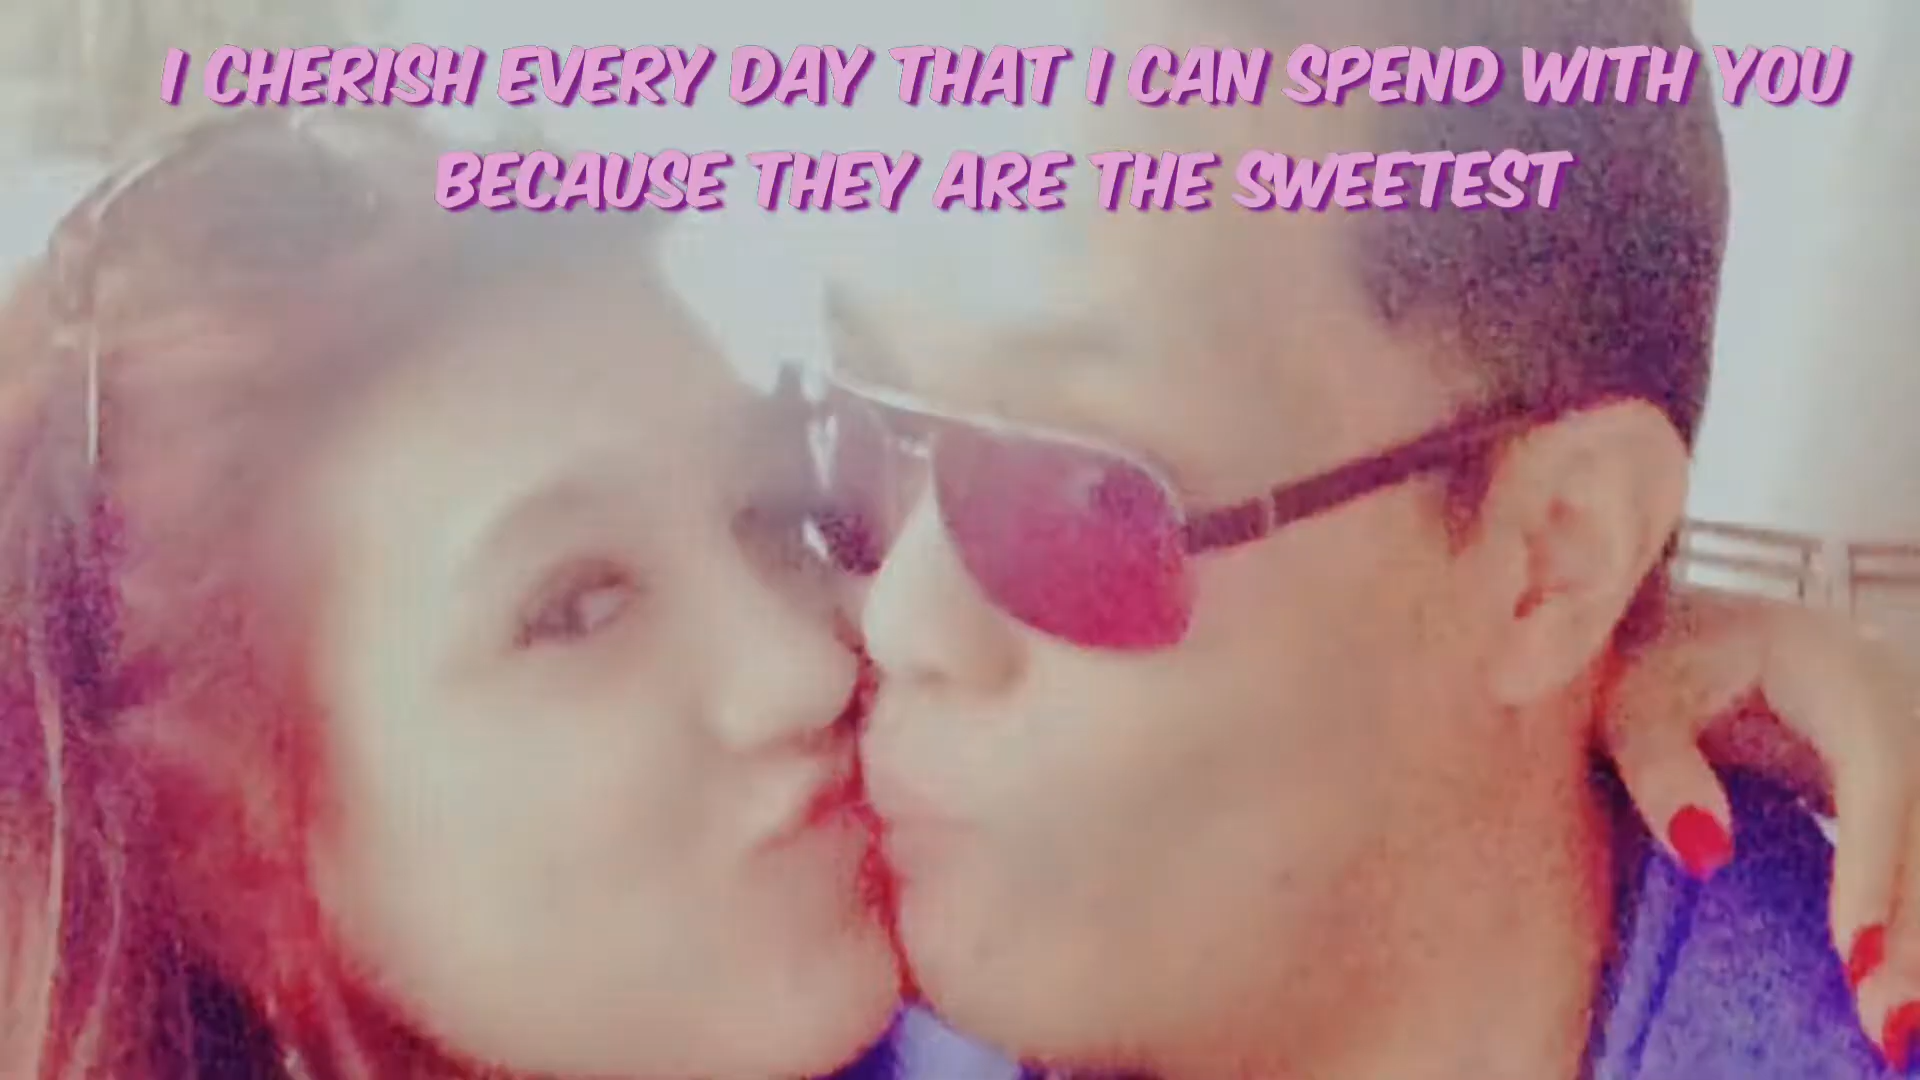 I CHERISH EVERY DAY THAT I CAN SPEND WITH YOU
BECAUSE THEY ARE THE SWEETEST